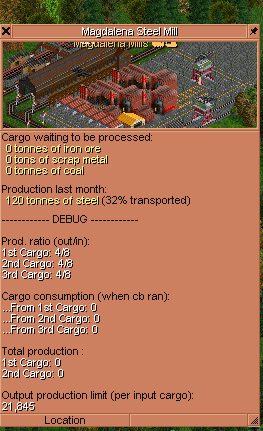 Magdalena Steel Mill
Magdalena Mills
Cargo waiting to be processed:
0 tonnes of iron ore
0 tons of scrap metal
0 tonnes of coal
Production last month:
120 tonnes of steel (32% transported)
------------ DEBUG ------------
Prod. ratio (out/in):
1st Cargo: 4/8
2nd Cargo: 4/8
3rd Cargo: 4/8
Cargo consumption (when cb ran):
...From 1st Cargo: 0
...From 2nd Cargo: 0
...From 3rd Cargo: 0
Total production :
1st Cargo: 0
2nd Cargo: 0
Output production limit (per input cargo):
21,845
Location